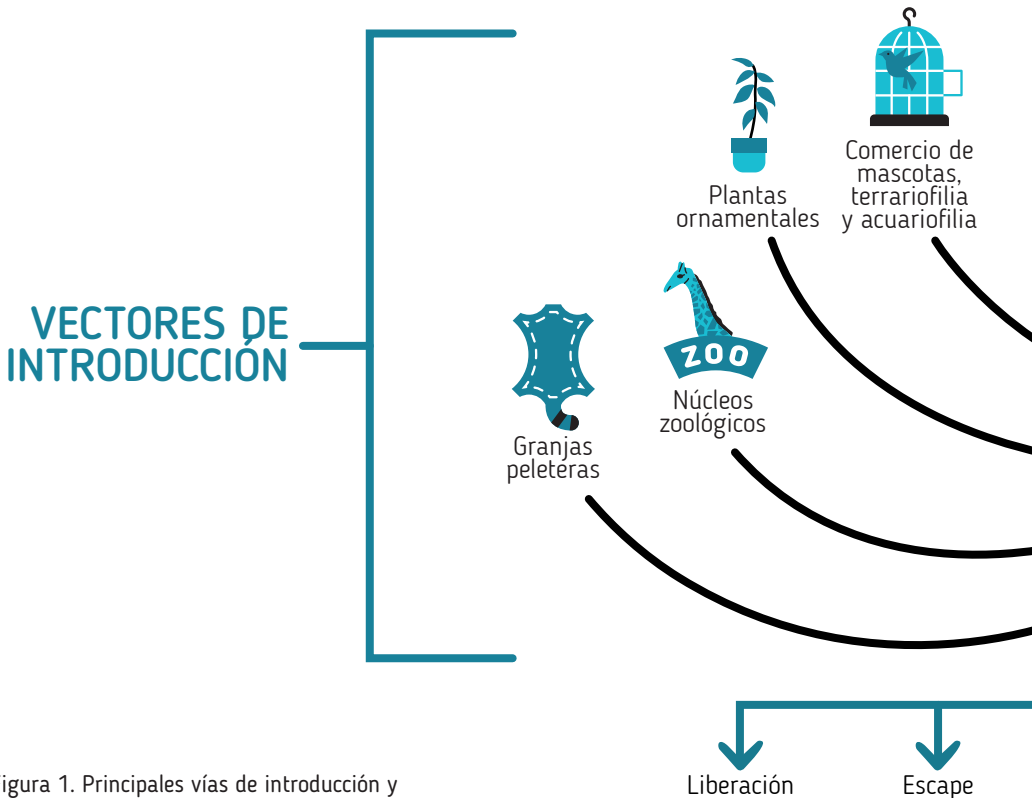 Comercio de
mascotas,
terrariofilia
y acuariofilia
Plantas
ornamentales
VECTORES DE
INTRODUCCIÓN
ZOO
Núcleos
zoológicos
Granjas
peleteras
Liberación
Escape
igura 1. Principales vías de introducción y